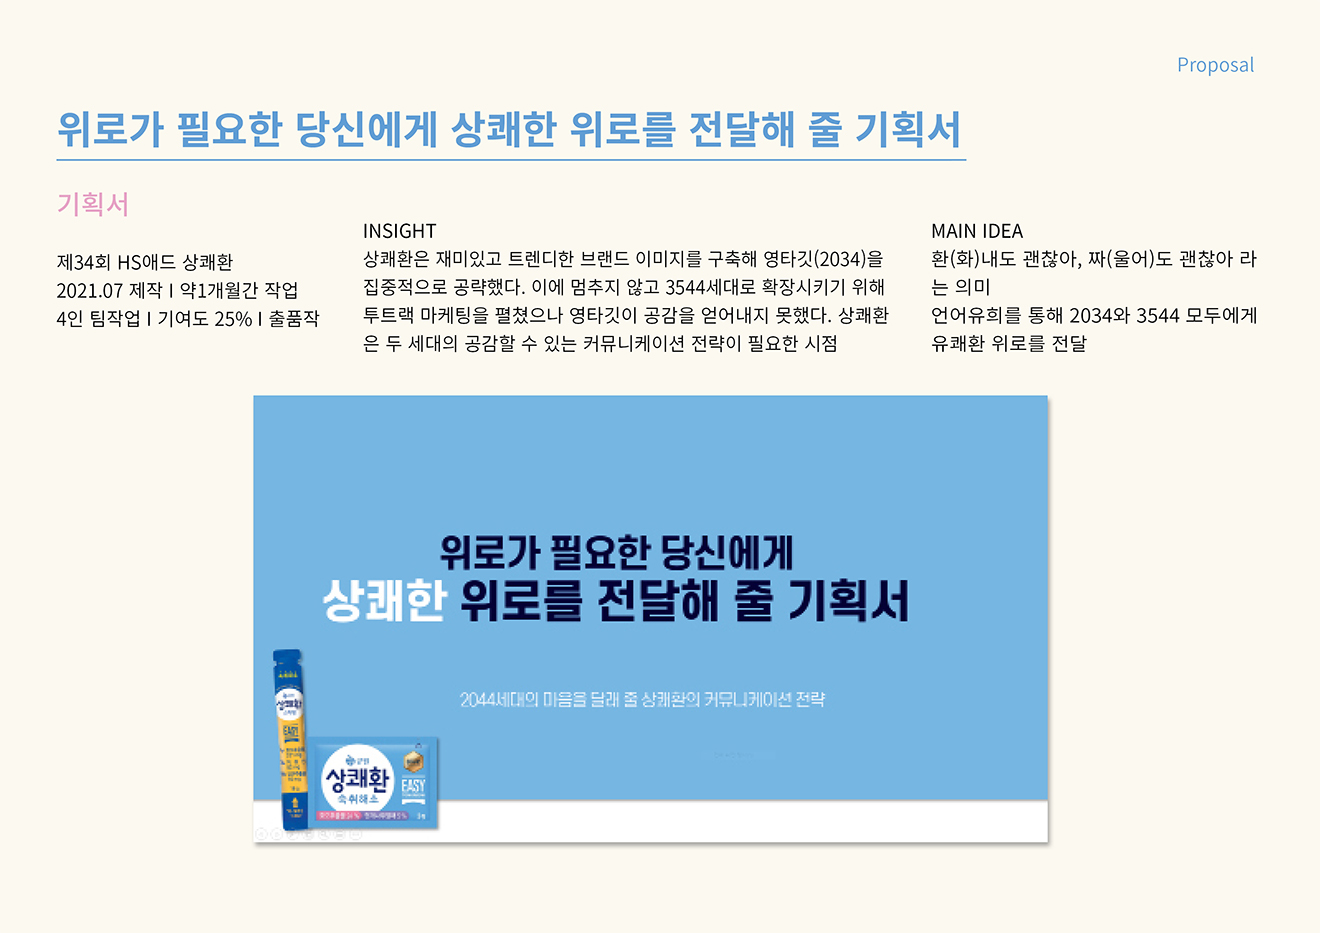 Proposal
위로가 필요한 당신에게 상쾌한 위로를 전달해 줄 기획서
기획서
제34회 HS애드 상쾌환
2021.07 제작 I 약1개월간 작업
4인 팀작업 I 기여도 25% I 출품작
INSIGHT
상쾌환은 재미있고 트렌디한 브랜드 이미지를 구축해 영타깃(2034)을
집중적으로 공략했다. 이에 멈추지 않고 3544세대로 확장시키기 위해
투트랙 마케팅을 펼쳤으나 영타깃이 공감을 얻어내지 못했다. 상쾌환
은 두 세대의 공감할 수 있는 커뮤니케이션 전략이 필요한 시점
MAIN IDEA
환(화)내도 괜찮아, 짜(울어)도 괜찮아 라
는 의미
언어유희를 통해 2034와 3544 모두에게
유쾌환 위로를 전달
위로가 필요한 당신에게
상쾌한 위로를 전달해 줄 기획서
2044세대의 마음을 달래 줄 상쾌환의 커뮤니케이션 전략
상쾌환
EASY
상쾌환
숙취해소
EASY